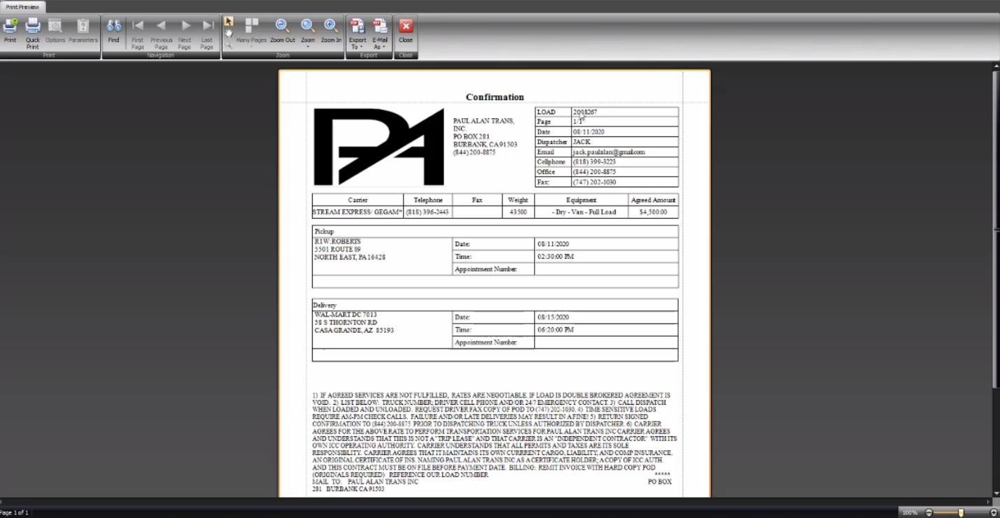 Print Preview
Print
Quick Print
Options
Parameters
Find
First Page
Previous Page
Next Page
Last Page
Many Pages
Zoom Out
Zoom
Zoom In
Export To
E-Mail As
Close
Print
Navigation
Zoom
Export
Close
Confirmation
PA
PAUL ALAN TRANS,
INC.
PO BOX 281
BURBANK, CA 91503
(844) 200-8875
LOAD 2008267
Page 1/1
Date 08/11/2020
Dispatcher JACK
Email jack.paulalan@gmail.com
Cellphone (818) 399-3223
Office (844) 200-8875
Fax: (747) 202-1030
Carrier Telephone Fax Weight Equipment Agreed Amount
STREAM EXPRESS/ GEGAM* (818) 396-2443 43500 - Dry - Van - Full Load $4,500.00
Pickup
R1W:ROBERTS
5501 ROUTE 89
NORTH EAST, PA 16428
Date: 08/11/2020
Time: 02:30:00 PM
Appointment Number:
Delivery
WAL-MART DC 7013
58 S THORNTON RD
CASA GRANDE, AZ 85193
Date: 08/15/2020
Time: 06:20:00 PM
Appointment Number:
1) IF AGREED SERVICES ARE NOT FULFILLED, RATES ARE NEGOTIABLE. IF LOAD IS DOUBLE BROKERED AGREEMENT IS
VOID. 2) LIST BELOW: TRUCK NUMBER; DRIVER CELL PHONE AND/OR 24/7 EMERGENCY CONTACT. 3) CALL DISPATCH
WHEN LOADED AND UNLOADED. REQUEST DRIVER FAX COPY OF POD TO (747) 202-1030. 4) TIME SENSITIVE LOADS
REQUIRE AM-PM CHECK CALLS. FAILURE AND/OR LATE DELIVERIES MAY RESULT IN A FINE! 5) RETURN SIGNED
CONFIRMATION TO (844) 200-8875 PRIOR TO DISPATCHING TRUCK UNLESS AUTHORIZED BY DISPATCHER. 6) CARRIER
AGREES FOR THE ABOVE RATE TO PERFORM TRANSPORTATION SERVICES FOR PAUL ALAN TRANS INC CARRIER AGREES
AND UNDERSTANDS THAT THIS IS NOT A "TRIP LEASE" AND THAT CARRIER IS AN "INDEPENDENT CONTRACTOR" WITH ITS
OWN ICC OPERATING AUTHORITY. CARRIER UNDERSTANDS THAT ALL PERMITS AND TAXES ARE ITS SOLE
RESPONSIBLITY. CARRIER AGREES THAT IT MAINTAINS ITS OWN CURRRENT CARGO, LIABILITY, AND COMP INSURANCE.
AN ORIGINAL CERTIFICATE OF INS. NAMING PAUL ALAN TRANS INC AS A CERTIFICATE HOLDER; A COPY OF ICC AUTH.
AND THIS CONTRACT MUST BE ON FILE BEFORE PAYMENT DATE. BILLING: REMIT INVOICE WITH HARD COPY POD
(ORIGINALS REQUIRED) REFERENCE OUR LOAD NUMBER *****
MAIL TO: PAUL ALAN TRANS INC PO BOX
281 BURBANK CA 91503
Page 1 of 1
100%